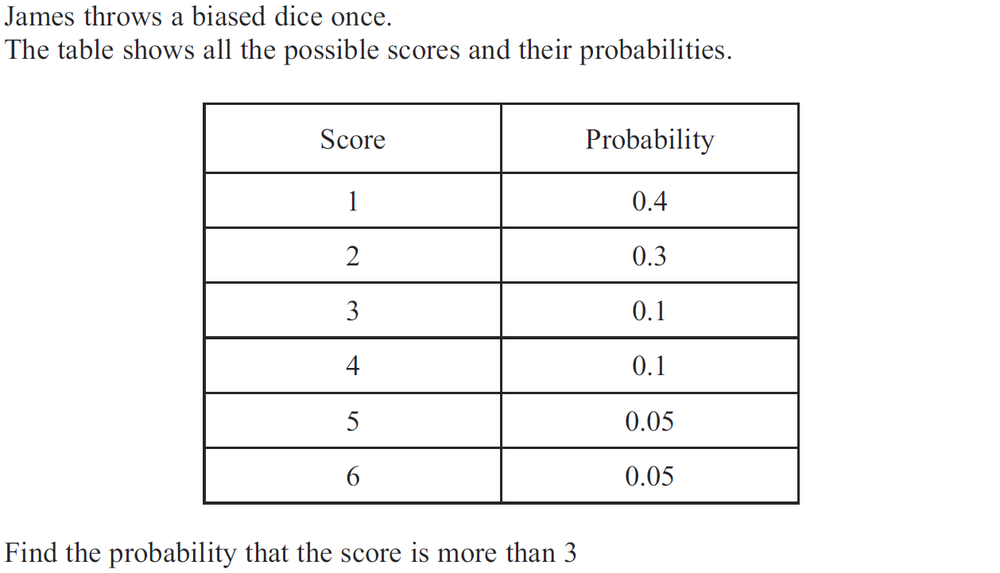 James throws a biased dice once.
The table shows all the possible scores and their probabilities.
Score Probability
1 0.4
2 0.3
3 0.1
4 0.1
5 0.05
6 0.05
Find the probability that the score is more than 3